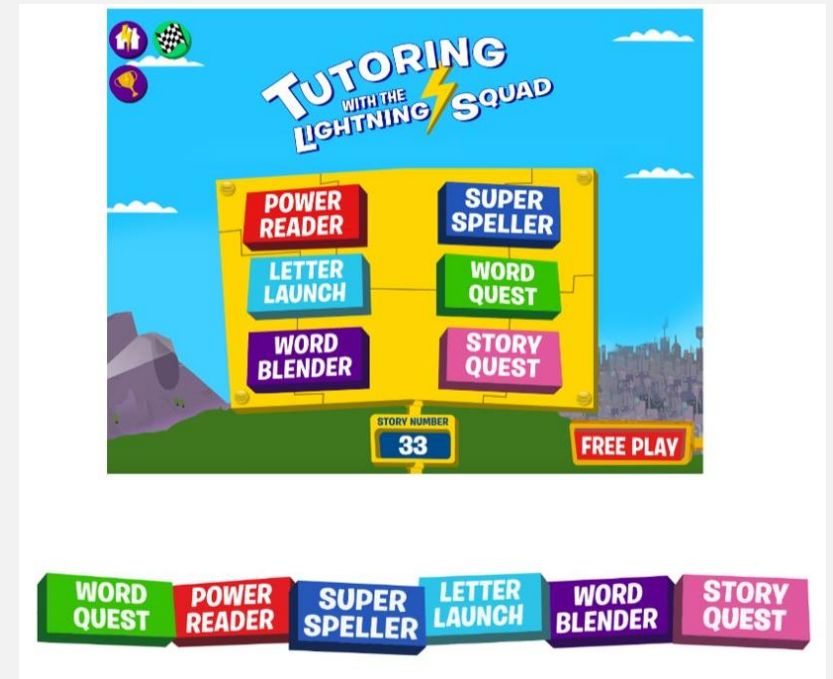 TUTORING
WITH THE
LIGHTNING SQUAD
POWER
READER
SUPER
SPELLER
LETTER
LAUNCH
WORD
QUEST
WORD
BLENDER
STORY
QUEST
STORY NUMBER
33
FREE PLAY
WORD
QUEST
POWER
READER
SUPER
SPELLER
LETTER
LAUNCH
WORD
BLENDER
STORY
QUEST